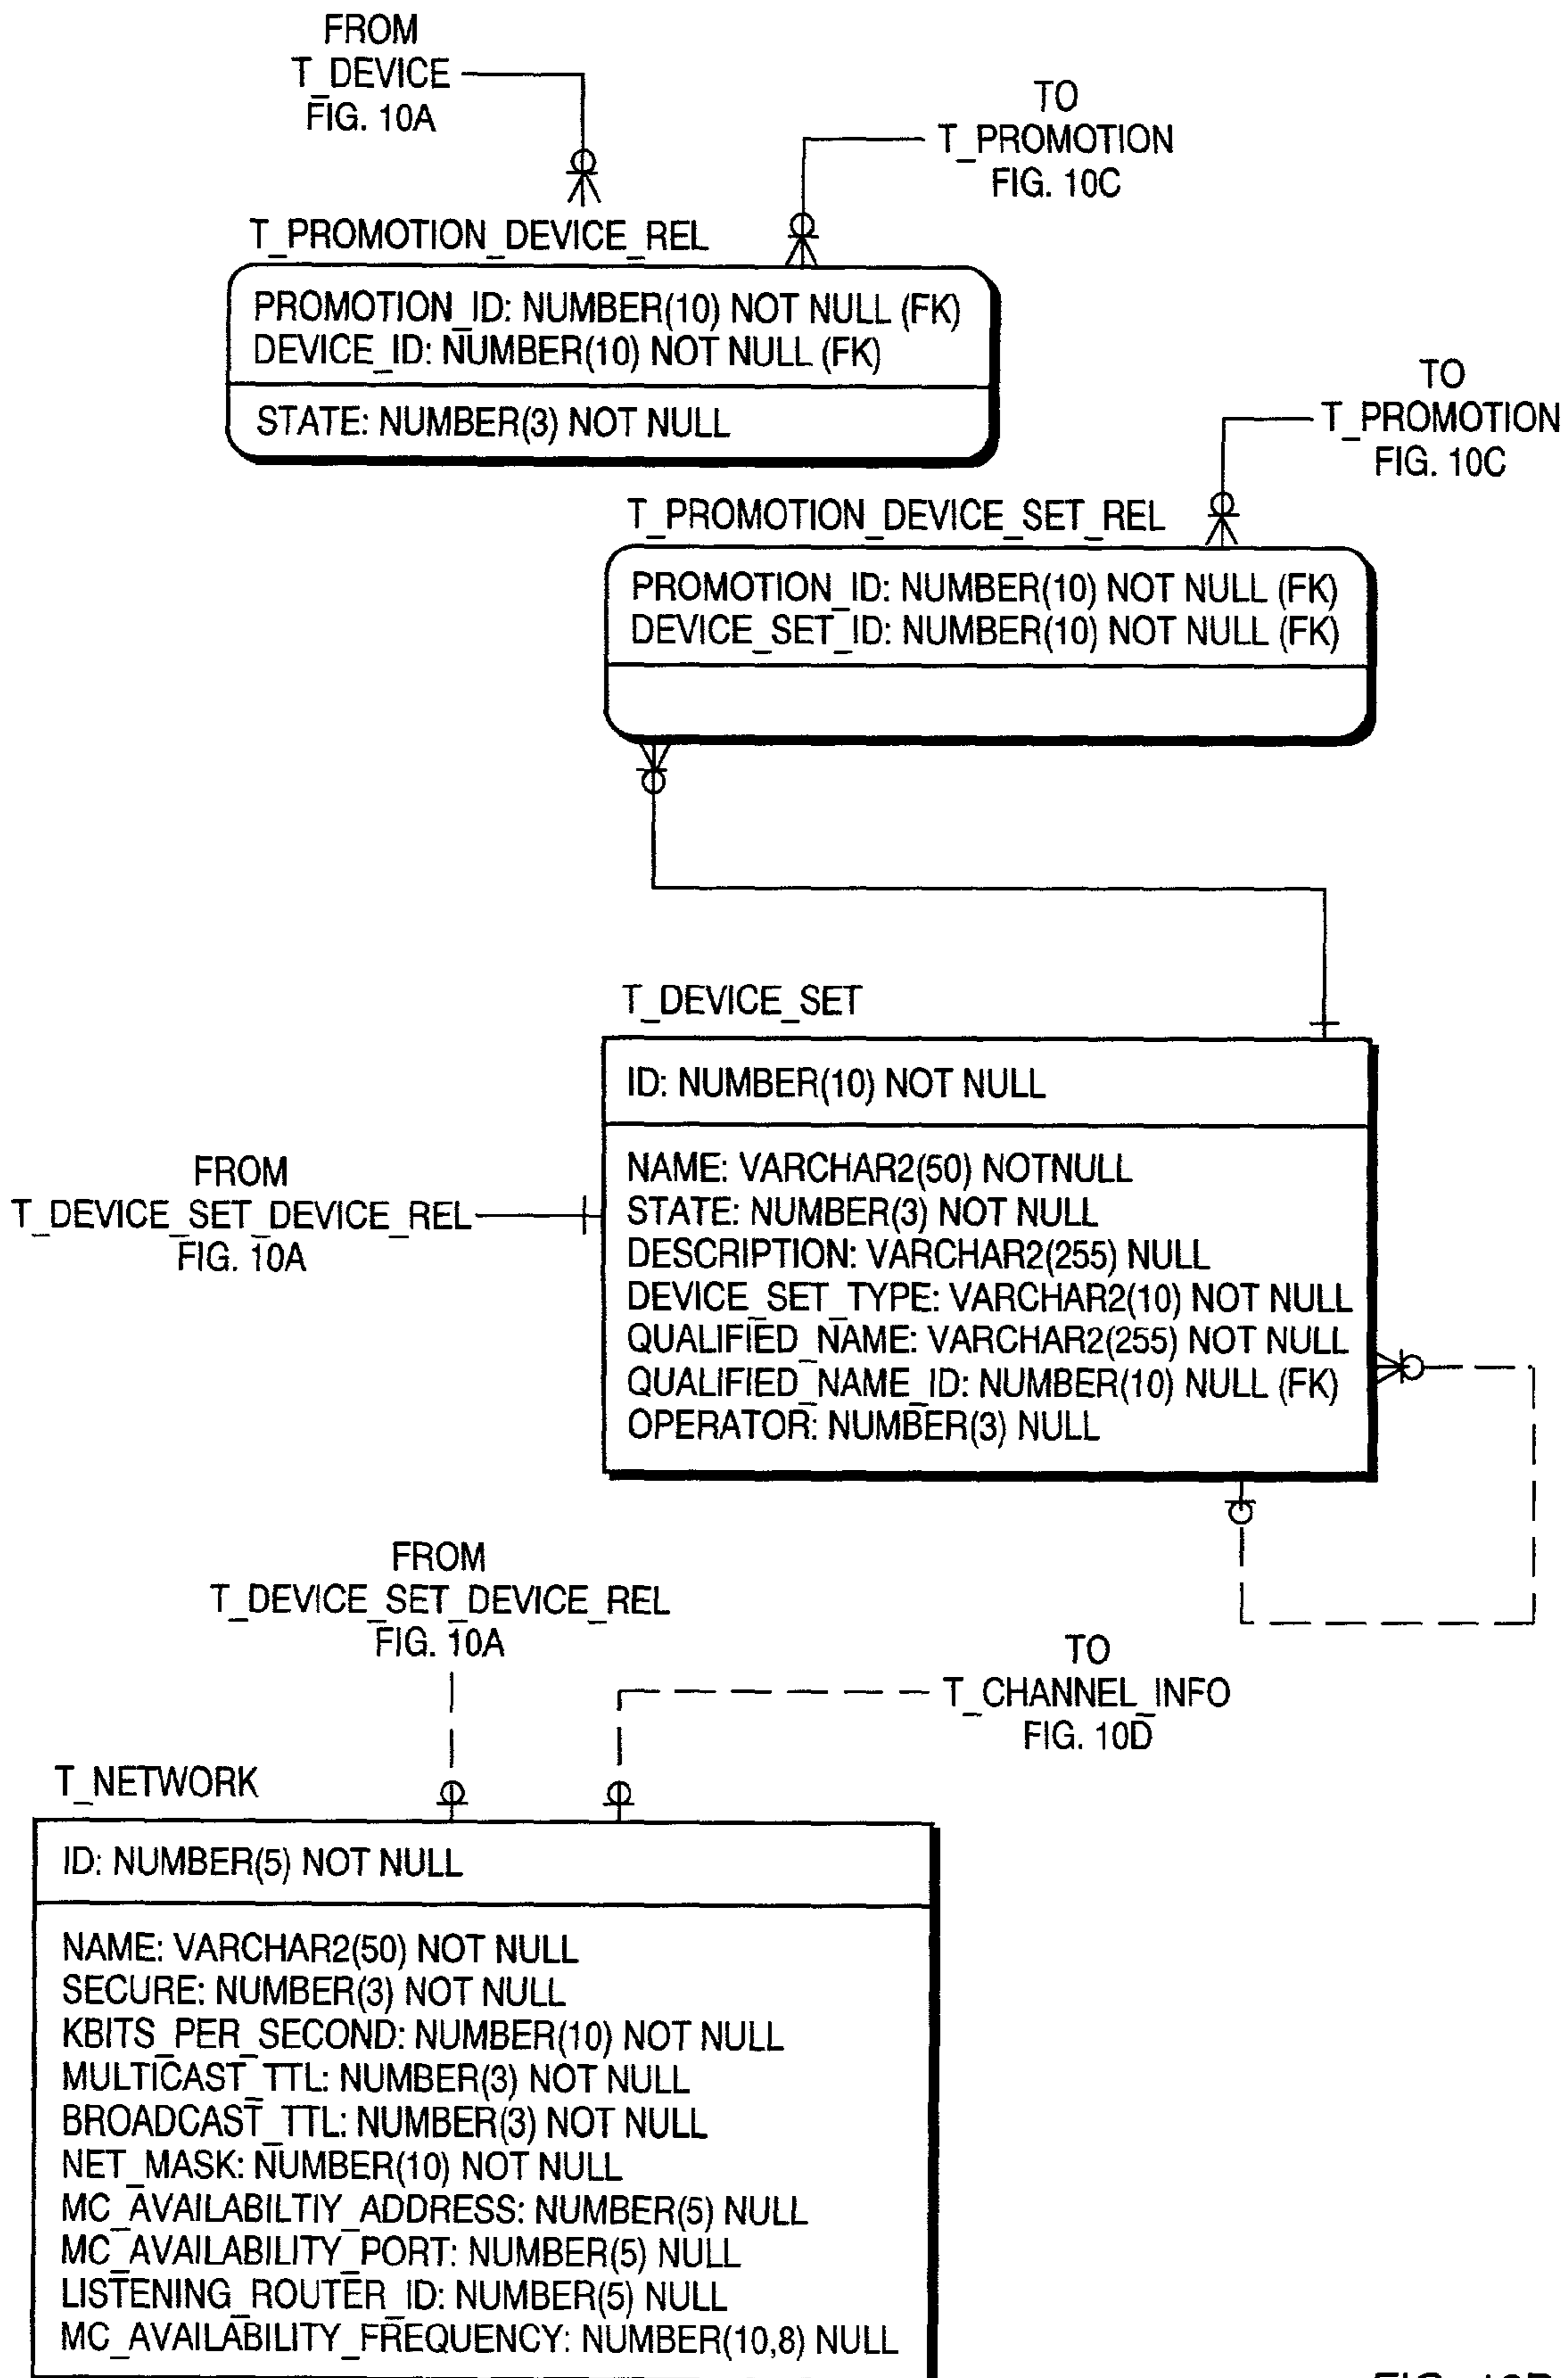 FROM
T_DEVICE
FIG. 10A
TO
T_PROMOTION
FIG. 10C
T_PROMOTION_DEVICE_REL
PROMOTION_ID: NUMBER(10) NOT NULL (FK)
DEVICE_ID: NUMBER(10) NOT NULL (FK)
STATE: NUMBER(3) NOT NULL
TO
T_PROMOTION
FIG. 10C
T_PROMOTION_DEVICE_SET_REL
PROMOTION_ID: NUMBER(10) NOT NULL (FK)
DEVICE_SET_ID: NUMBER(10) NOT NULL (FK)
T_DEVICE_SET
ID: NUMBER(10) NOT NULL
FROM
T_DEVICE_SET_DEVICE_REL
FIG. 10A
NAME: VARCHAR2(50) NOTNULL
STATE: NUMBER(3) NOT NULL
DESCRIPTION: VARCHAR2(255) NULL
DEVICE_SET_TYPE: VARCHAR2(10) NOT NULL
QUALIFIED_NAME: VARCHAR2(255) NOT NULL
QUALIFIED_NAME_ID: NUMBER(10) NULL (FK)
OPERATOR: NUMBER(3) NULL
FROM
T_DEVICE_SET_DEVICE_REL
FIG. 10A
TO
T_CHANNEL_INFO
FIG. 10D
T_NETWORK
ID: NUMBER(5) NOT NULL
NAME: VARCHAR2(50) NOT NULL
SECURE: NUMBER(3) NOT NULL
KBITS_PER_SECOND: NUMBER(10) NOT NULL
MULTICAST_TTL: NUMBER(3) NOT NULL
BROADCAST_TTL: NUMBER(3) NOT NULL
NET_MASK: NUMBER(10) NOT NULL
MC_AVAILABILTIY_ADDRESS: NUMBER(5) NULL
MC_AVAILABILITY_PORT: NUMBER(5) NULL
LISTENING_ROUTER_ID: NUMBER(5) NULL
MC_AVAILABILITY_FREQUENCY: NUMBER(10,8) NULL